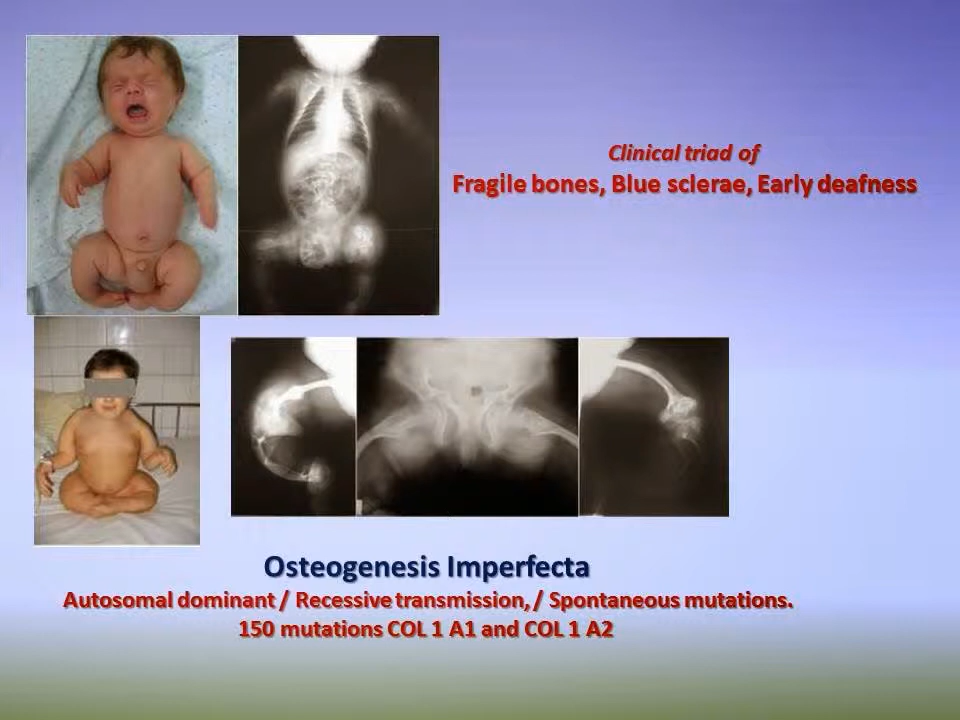 Clinical triad of
Fragile bones, Blue sclerae, Early deafness
Osteogenesis Imperfecta
Autosomal dominant / Recessive transmission, / Spontaneous mutations.
150 mutations COL 1 A1 and COL 1 A2